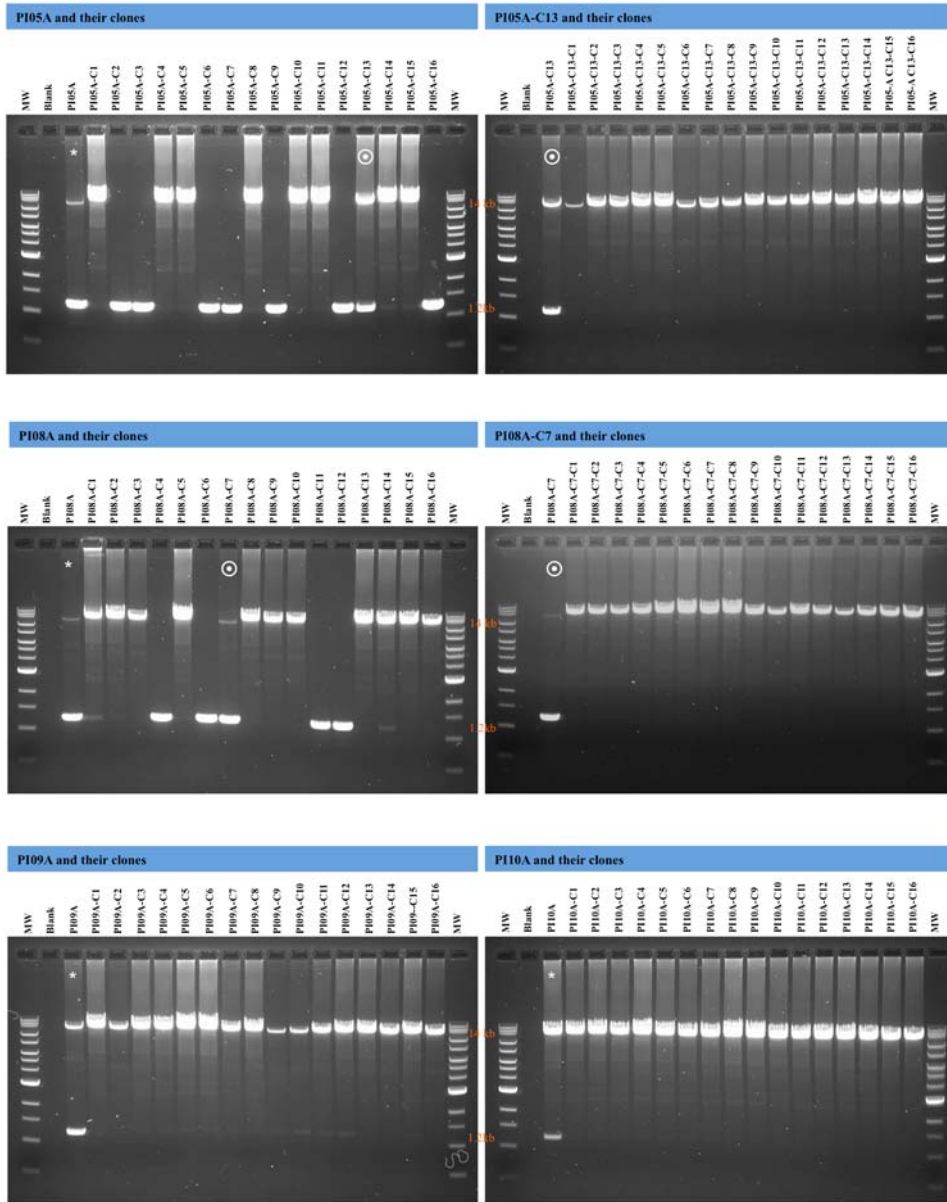 PI05A and their clones
MW
Blank
PI05A
PI05A-C1
PI05A-C2
PI05A-C3
PI05A-C4
PI05A-C5
PI05A-C6
PI05A-C7
PI05A-C8
PI05A-C9
PI05A-C10
PI05A-C11
PI05A-C12
PI05A-C13
PI05A-C14
PI05A-C15
PI05A-C16
MW
*
14 kb
1.2kb
PI05A-C13 and their clones
MW
Blank
PI05A-C13
PI05A-C13-C1
PI05A-C13-C2
PI05A-C13-C3
PI05A-C13-C4
PI05A-C13-C5
PI05A-C13-C6
PI05A-C13-C7
PI05A-C13-C8
PI05A-C13-C9
PI05A-C13-C10
PI05A-C13-C11
PI05A-C13-C12
PI05A-C13-C13
PI05A-C13-C14
PI05-A C13-C15
PI05-A C13-C16
MW
PI08A and their clones
MW
Blank
PI08A
PI08A-C1
PI08A-C2
PI08A-C3
PI08A-C4
PI08A-C5
PI08A-C6
PI08A-C7
PI08A-C8
PI08A-C9
PI08A-C10
PI08A-C11
PI08A-C12
PI08A-C13
PI08A-C14
PI08A-C15
PI08A-C16
MW
*
14 kb
1.2kb
PI08A-C7 and their clones
MW
Blank
PI08A-C7
PI08A-C7-C1
PI08A-C7-C2
PI08A-C7-C3
PI08A-C7-C4
PI08A-C7-C5
PI08A-C7-C6
PI08A-C7-C7
PI08A-C7-C8
PI08A-C7-C9
PI08A-C7-C10
PI08A-C7-C11
PI08A-C7-C12
PI08A-C7-C13
PI08A-C7-C14
PI08A-C7-C15
PI08A-C7-C16
MW
PI09A and their clones
MW
Blank
PI09A
PI09A-C1
PI09A-C2
PI09A-C3
PI09A-C4
PI09A-C5
PI09A-C6
PI09A-C7
PI09A-C8
PI09A-C9
PI09A-C10
PI09A-C11
PI09A-C12
PI09A-C13
PI09A-C14
PI09--C15
PI09A-C16
MW
*
14 kb
1.2kb
PI10A and their clones
MW
Blank
PI10A
PI10A-C1
PI10A-C2
PI10A-C3
PI10A-C4
PI10A-C5
PI10A-C6
PI10A-C7
PI10A-C8
PI10A-C9
PI10A-C10
PI10A-C11
PI10A-C12
PI10A-C13
PI10A-C14
PI10A-C15
PI10A-C16
MW
*